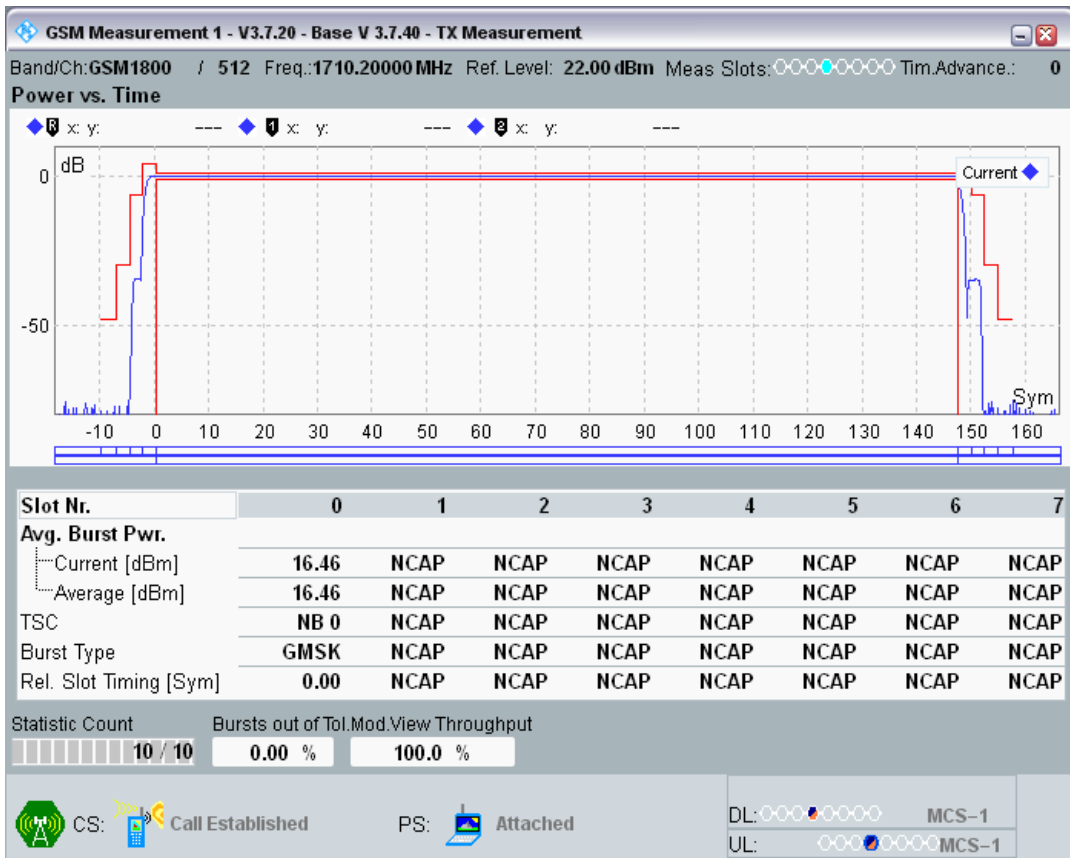 GSM Measurement 1 - V3.7.20 - Base V 3.7.40 - TX Measurement
Band/Ch:GSM1800 / 512 Freq.:1710.20000 MHz Ref. Level: 22.00 dBm Meas Slots: Tim.Advance.: 0
Power vs. Time
R x: y: --- 1 x: y: --- 2 x: y: ---
dB
Current
0
-50
Sym
-10 0 10 20 30 40 50 60 70 80 90 100 110 120 130 140 150 160
Slot Nr. 0 1 2 3 4 5 6 7
Avg. Burst Pwr.
Current [dBm] 16.46 NCAP NCAP NCAP NCAP NCAP NCAP NCAP
Average [dBm] 16.46 NCAP NCAP NCAP NCAP NCAP NCAP NCAP
TSC NB 0 NCAP NCAP NCAP NCAP NCAP NCAP NCAP
Burst Type GMSK NCAP NCAP NCAP NCAP NCAP NCAP NCAP
Rel. Slot Timing [Sym] 0.00 NCAP NCAP NCAP NCAP NCAP NCAP NCAP
Statistic Count Bursts out of Tol.Mod.View Throughput
10 / 10 0.00 % 100.0 %
CS: Call Established PS: Attached DL: MCS-1
UL: MCS-1